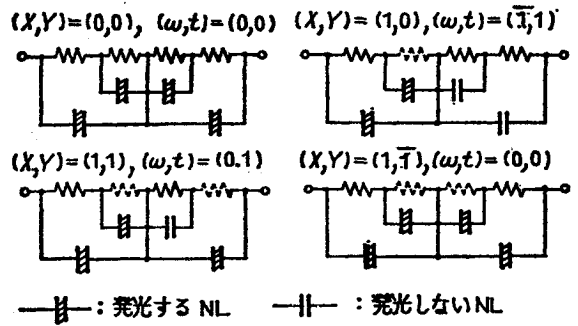 (X,Y)=(0,0), (ω,t)=(0,0)
(X,Y)=(1,0),(ω,t)=(1̅,1)
(X,Y)=(1,1),(ω,t)=(0.1)
(X,Y)=(1,1̅),(ω,t)=(0,0)
:発光する NL
:発光しないNL